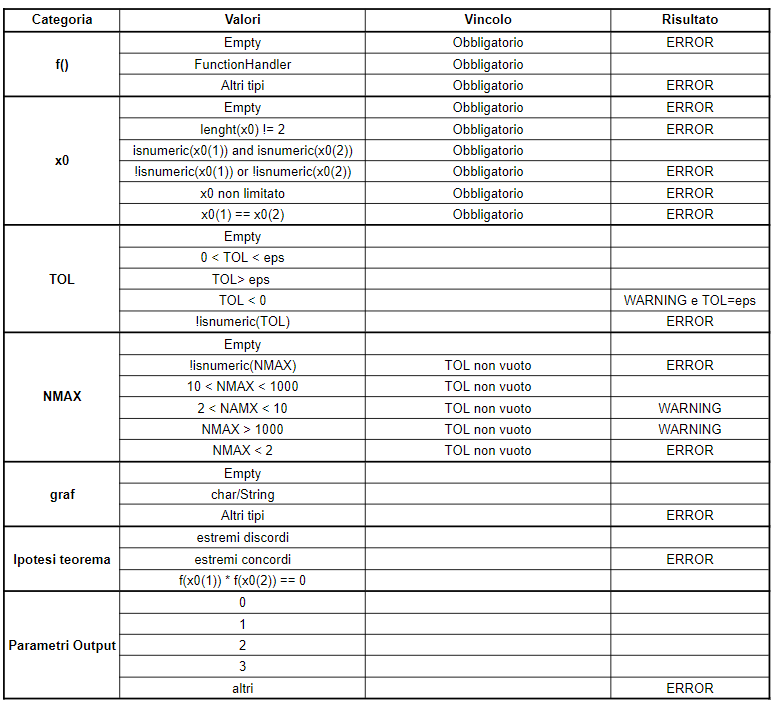 Categoria Valori Vincolo Risultato
f()
Empty Obbligatorio ERROR
FunctionHandler Obbligatorio
Altri tipi Obbligatorio ERROR
x0
Empty Obbligatorio ERROR
lenght(x0) != 2 Obbligatorio ERROR
isnumeric(x0(1)) and isnumeric(x0(2)) Obbligatorio
!isnumeric(x0(1)) or !isnumeric(x0(2)) Obbligatorio ERROR
x0 non limitato Obbligatorio ERROR
x0(1) == x0(2) Obbligatorio ERROR
TOL
Empty
0 < TOL < eps
TOL> eps
TOL < 0 WARNING e TOL=eps
!isnumeric(TOL) ERROR
NMAX
Empty
!isnumeric(NMAX) TOL non vuoto ERROR
10 < NMAX < 1000 TOL non vuoto
2 < NAMX < 10 TOL non vuoto WARNING
NMAX > 1000 TOL non vuoto WARNING
NMAX < 2 TOL non vuoto ERROR
graf
Empty
char/String
Altri tipi ERROR
Ipotesi teorema
estremi discordi
estremi concordi ERROR
f(x0(1)) * f(x0(2)) == 0
Parametri Output
0
1
2
3
altri ERROR